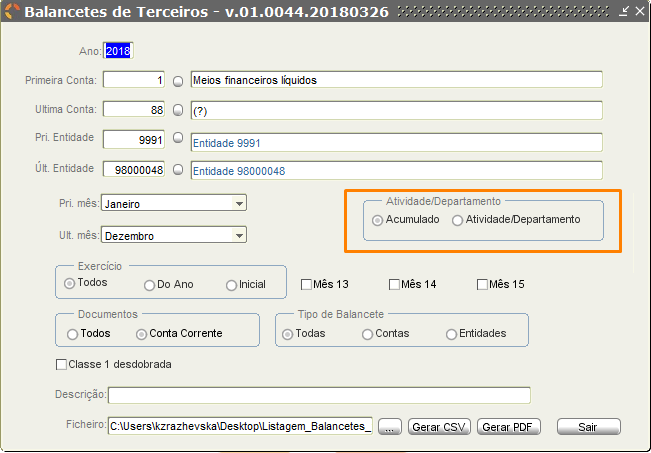 Balancetes de Terceiros - v.01.0044.20180326
Ano: 2018
Primeira Conta: 1 Meios financeiros líquidos
Ultima Conta: 88 (?)
Pri. Entidade 9991 Entidade 9991
Últ. Entidade 98000048 Entidade 98000048
Pri. mês: Janeiro
Ult. mês: Dezembro
Atividade/Departamento
Acumulado Atividade/Departamento
Exercício
Todos Do Ano Inicial Mês 13 Mês 14 Mês 15
Documentos Tipo de Balancete
Todos Conta Corrente Todas Contas Entidades
Classe 1 desdobrada
Descrição:
Ficheiro: C:\Users\kzrazhevska\Desktop\Listagem_Balancetes_ ... Gerar CSV Gerar PDF Sair